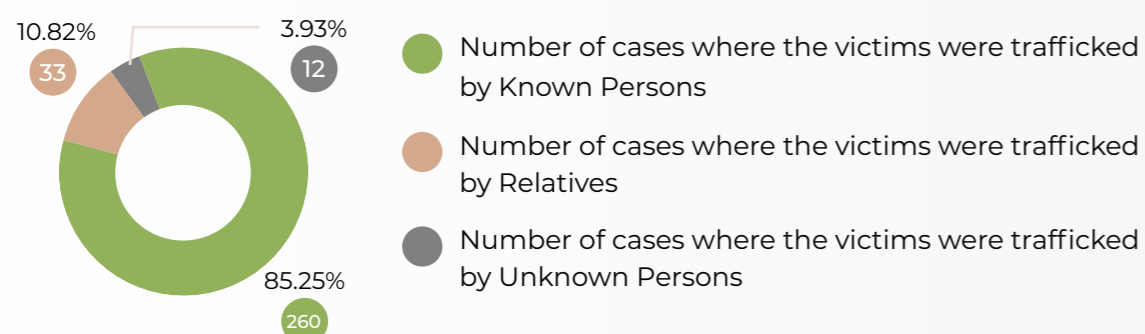 10.82%
33
3.93%
12
85.25%
260
Number of cases where the victims were trafficked
by Known Persons
Number of cases where the victims were trafficked
by Relatives
Number of cases where the victims were trafficked
by Unknown Persons